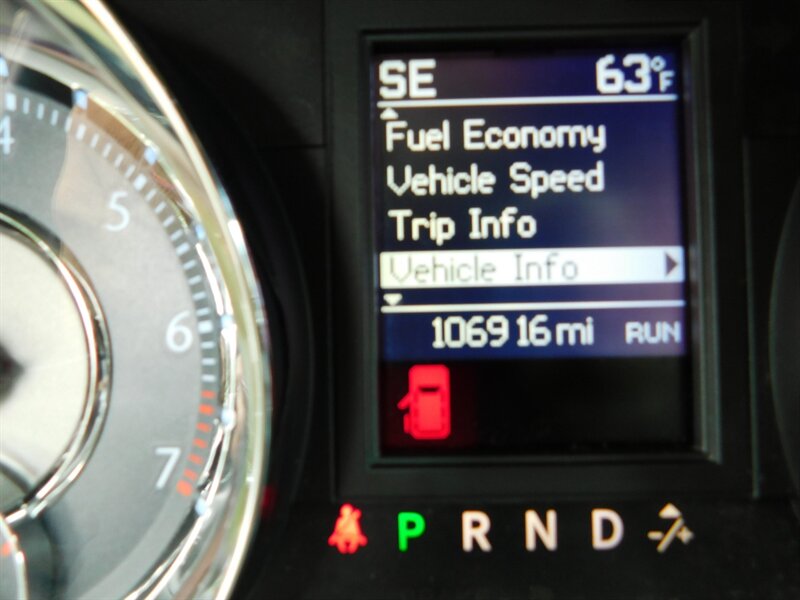 SE 63°F
Fuel Economy
Vehicle Speed
Trip Info
Vehicle Info
106916 mi RUN
P R N D
4
5
6
7